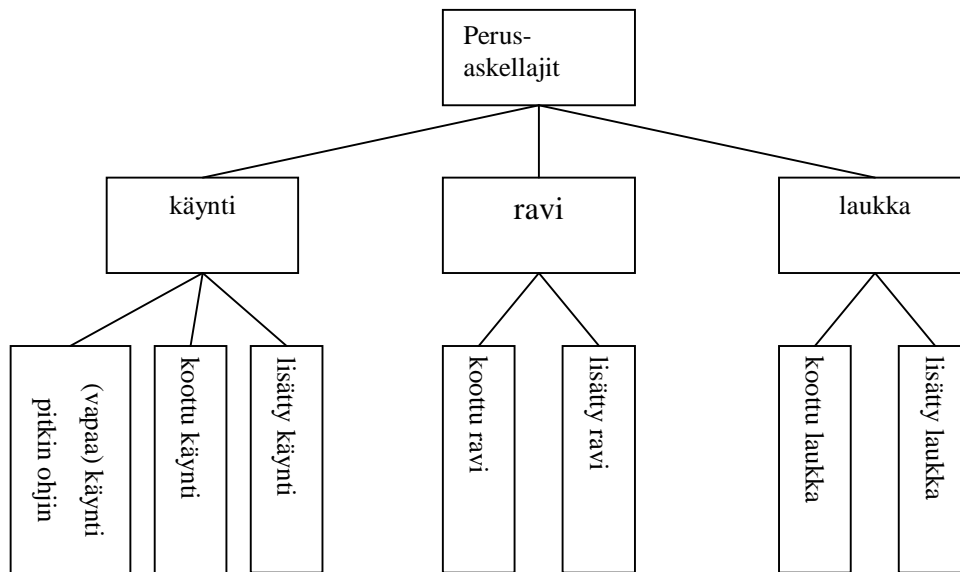 Perus-
askellajit
käynti
ravi
laukka
(vapaa) käynti
pitkin ohjin
koottu käynti
lisätty käynti
koottu ravi
lisätty ravi
koottu laukka
lisätty laukka